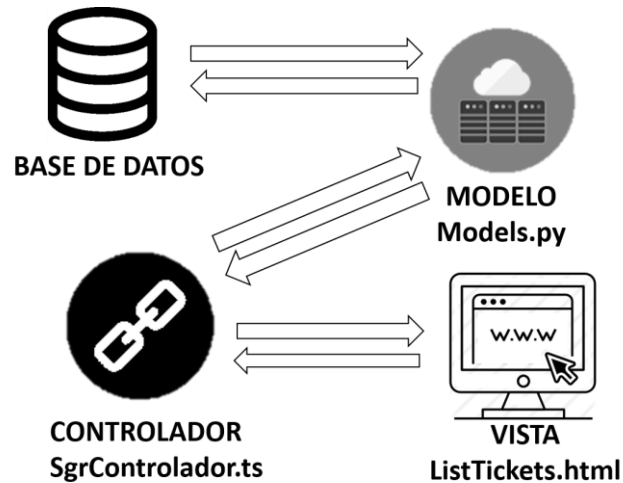 BASE DE DATOS
MODELO
Models.py
W.W.W
CONTROLADOR
SgrControlador.ts
VISTA
ListTickets.html